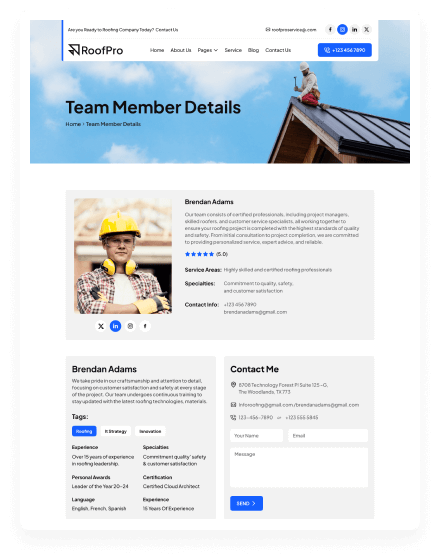 Are you Ready to Roofing Company Today? Contact Us
roofproservice@.com
RoofPro
Home About Us Pages Service Blog Contact Us
+123 456 7890
Team Member Details
Home › Team Member Details
Brendan Adams
Our team consists of certified professionals, including project managers,
skilled roofers, and customer service specialists, all working together to
ensure your roofing project is completed with the highest standards of quality
and safety. From initial consultation to project completion, we are committed
to providing personalized service, expert advice, and reliable.
(5.0)
Service Areas: Highly skilled and certified roofing professionals
Specialties: Commitment to quality, safety,
and customer satisfaction
Contact Info: +123 456 7890
brendanadams@gmail.com
Brendan Adams
We take pride in our craftsmanship and attention to detail,
focusing on customer satisfaction and safety at every stage
of the project. Our team undergoes continuous training to
stay updated with the latest roofing technologies, materials.
Tags:
Roofing It Strategy Innovation
Experience
Over 15 years of experience
in roofing leadership.
Specialties
Commitment quality' safety
& customer satisfaction
Personal Awards
Leader of the Year 20–24
Certification
Certified Cloud Architect
Language
English, French, Spanish
Experience
15 Years Of Experience
Contact Me
8708 Technology Forest Pl Suite 125 -G,
The Woodlands, TX 773
inforoofing@gmail.com /brendanadams@gmail.com
123-456-7890 or +123 555 5845
Your Name
Email
Message
SEND